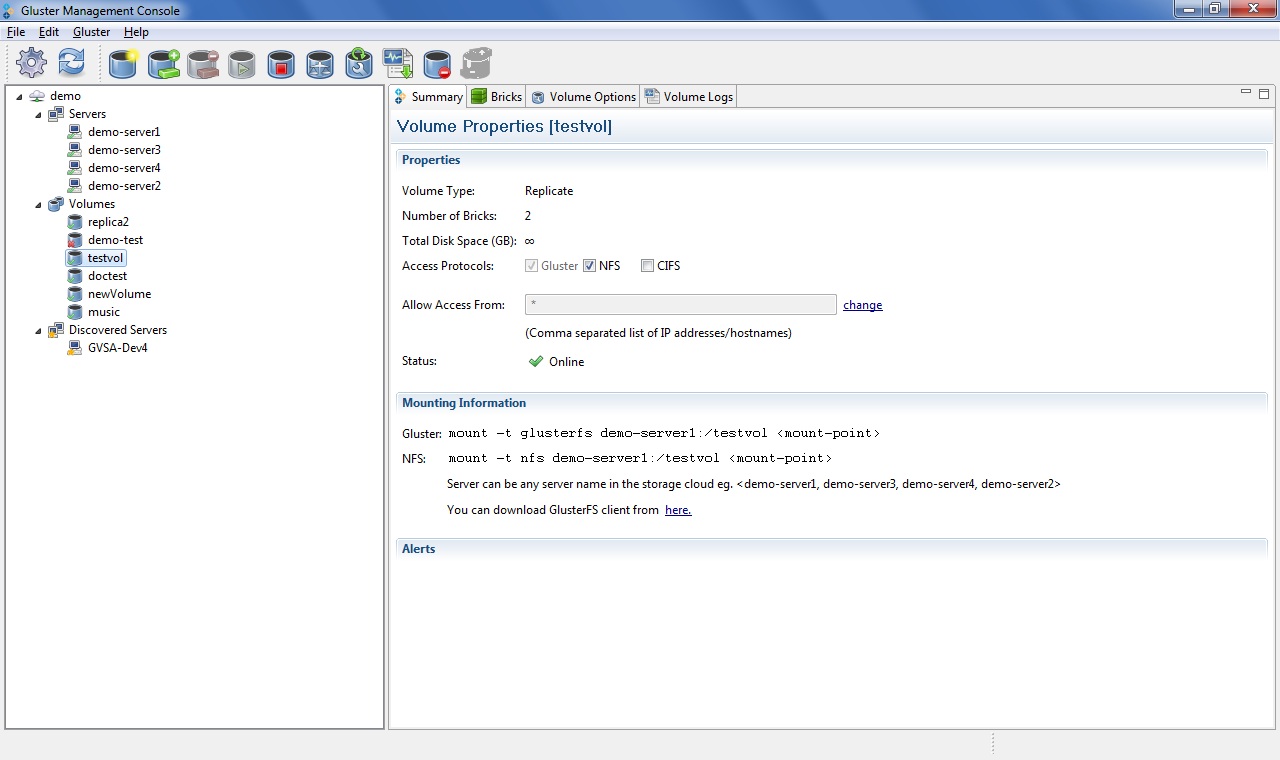 Gluster Management Console
File Edit Gluster Help
demo
Servers
demo-server1
demo-server3
demo-server4
demo-server2
Volumes
replica2
demo-test
testvol
doctest
newVolume
music
Discovered Servers
GVSA-Dev4
Summary Bricks Volume Options Volume Logs
Volume Properties [testvol]
Properties
Volume Type: Replicate
Number of Bricks: 2
Total Disk Space (GB): ∞
Access Protocols: Gluster NFS CIFS
Allow Access From: * change
(Comma separated list of IP addresses/hostnames)
Status: Online
Mounting Information
Gluster: mount -t glusterfs demo-server1:/testvol <mount-point>
NFS: mount -t nfs demo-server1:/testvol <mount-point>
Server can be any server name in the storage cloud eg. <demo-server1, demo-server3, demo-server4, demo-server2>
You can download GlusterFS client from here.
Alerts